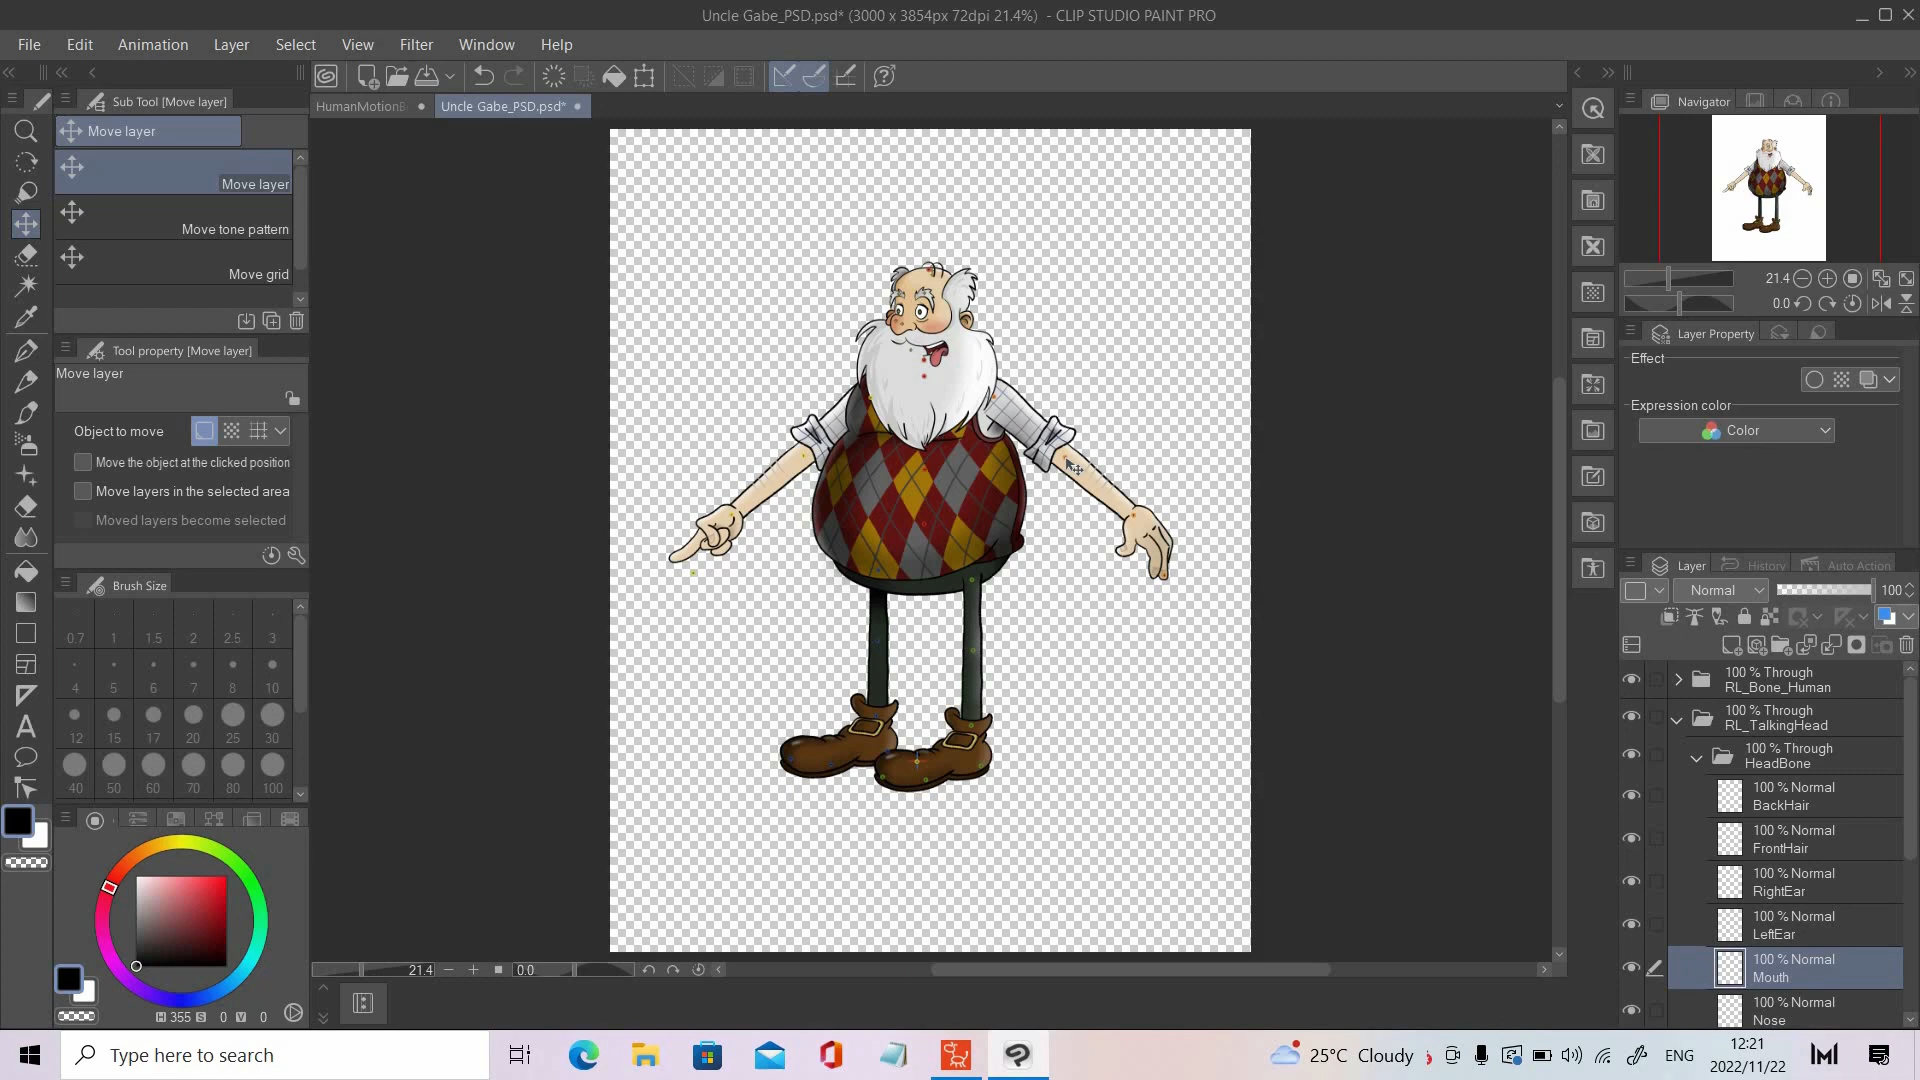 Uncle Gabe_PSD.psd* (3000 x 3854px 72dpi 21.4%) - CLIP STUDIO PAINT PRO
File Edit Animation Layer Select View Filter Window Help
Sub Tool [Move layer]
HumanMotionB
Uncle Gabe_PSD.psd*
Navigator
Move layer
Move layer
Move tone pattern
Move grid
21.4
0.0
Tool property [Move layer]
Layer Property
Move layer
Effect
Expression color
Object to move
Color
Move the object at the clicked position
Move layers in the selected area
Moved layers become selected
Layer History Auto Action
Brush Size
Normal 100
0.7 1 1.5 2 2.5 3
4 5 6 7 8 10
12 15 17 20 25 30
40 50 60 70 80 100
100 % Through
RL_Bone_Human
100 % Through
RL_TalkingHead
100 % Through
HeadBone
100 % Normal
BackHair
100 % Normal
FrontHair
100 % Normal
RightEar
100 % Normal
LeftEar
100 % Normal
Mouth
100 % Normal
Nose
21.4 0.0
H 355 S 0 V 0
Type here to search
25°C Cloudy
ENG
12:21
2022/11/22